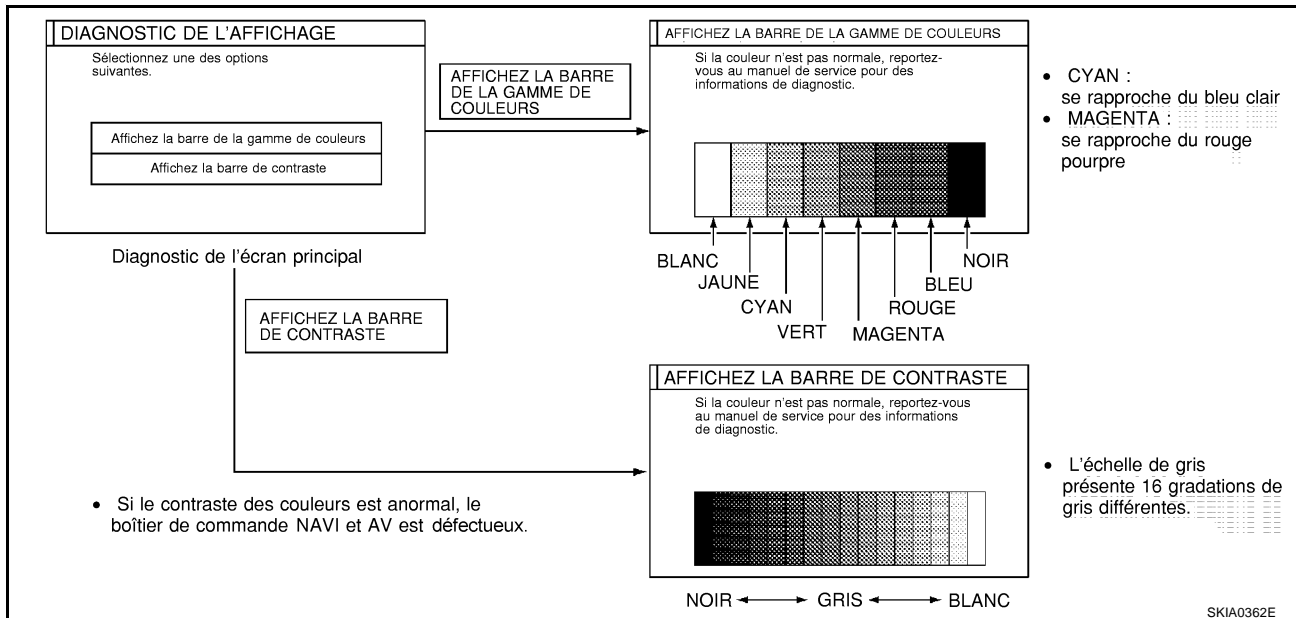 DIAGNOSTIC DE L'AFFICHAGE
Sélectionnez une des options
suivantes.
Affichez la barre de la gamme de couleurs
Affichez la barre de contraste
Diagnostic de l'écran principal
AFFICHEZ LA BARRE
DE LA GAMME DE
COULEURS
AFFICHEZ LA BARRE DE LA GAMME DE COULEURS
Si la couleur n'est pas normale, reportez-
vous au manuel de service pour des
informations de diagnostic.
BLANC
JAUNE
CYAN
VERT
MAGENTA
ROUGE
BLEU
NOIR
• CYAN :
se rapproche du bleu clair
• MAGENTA :
se rapproche du rouge
pourpre
AFFICHEZ LA BARRE
DE CONTRASTE
• Si le contraste des couleurs est anormal, le
boîtier de commande NAVI et AV est défectueux.
AFFICHEZ LA BARRE DE CONTRASTE
Si la couleur n'est pas normale, reportez-vous
au manuel de service pour des informations
de diagnostic.
NOIR GRIS BLANC
• L'échelle de gris
présente 16 gradations de
gris différentes.
SKIA0362E